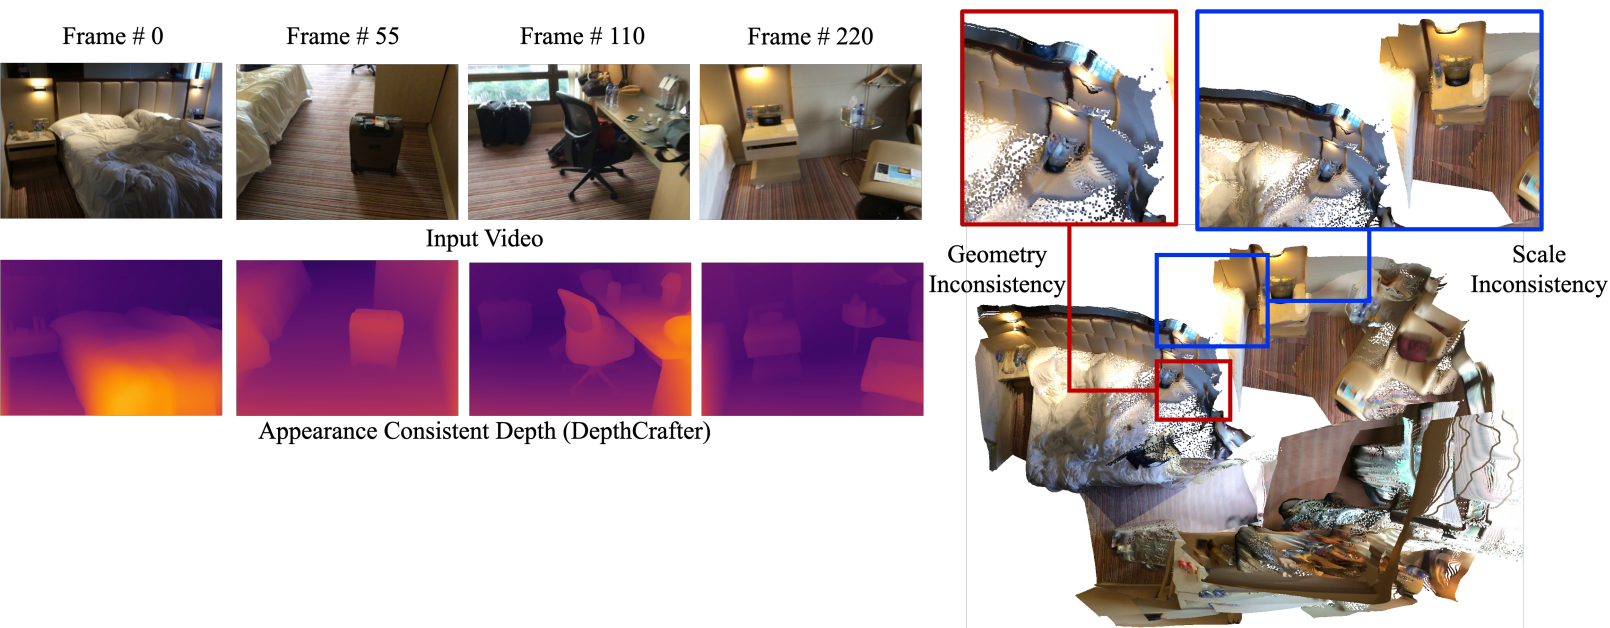 Frame # 0
Frame # 55
Frame # 110
Frame # 220
Input Video
Appearance Consistent Depth (DepthCrafter)
Geometry
Inconsistency
Scale
Inconsistency